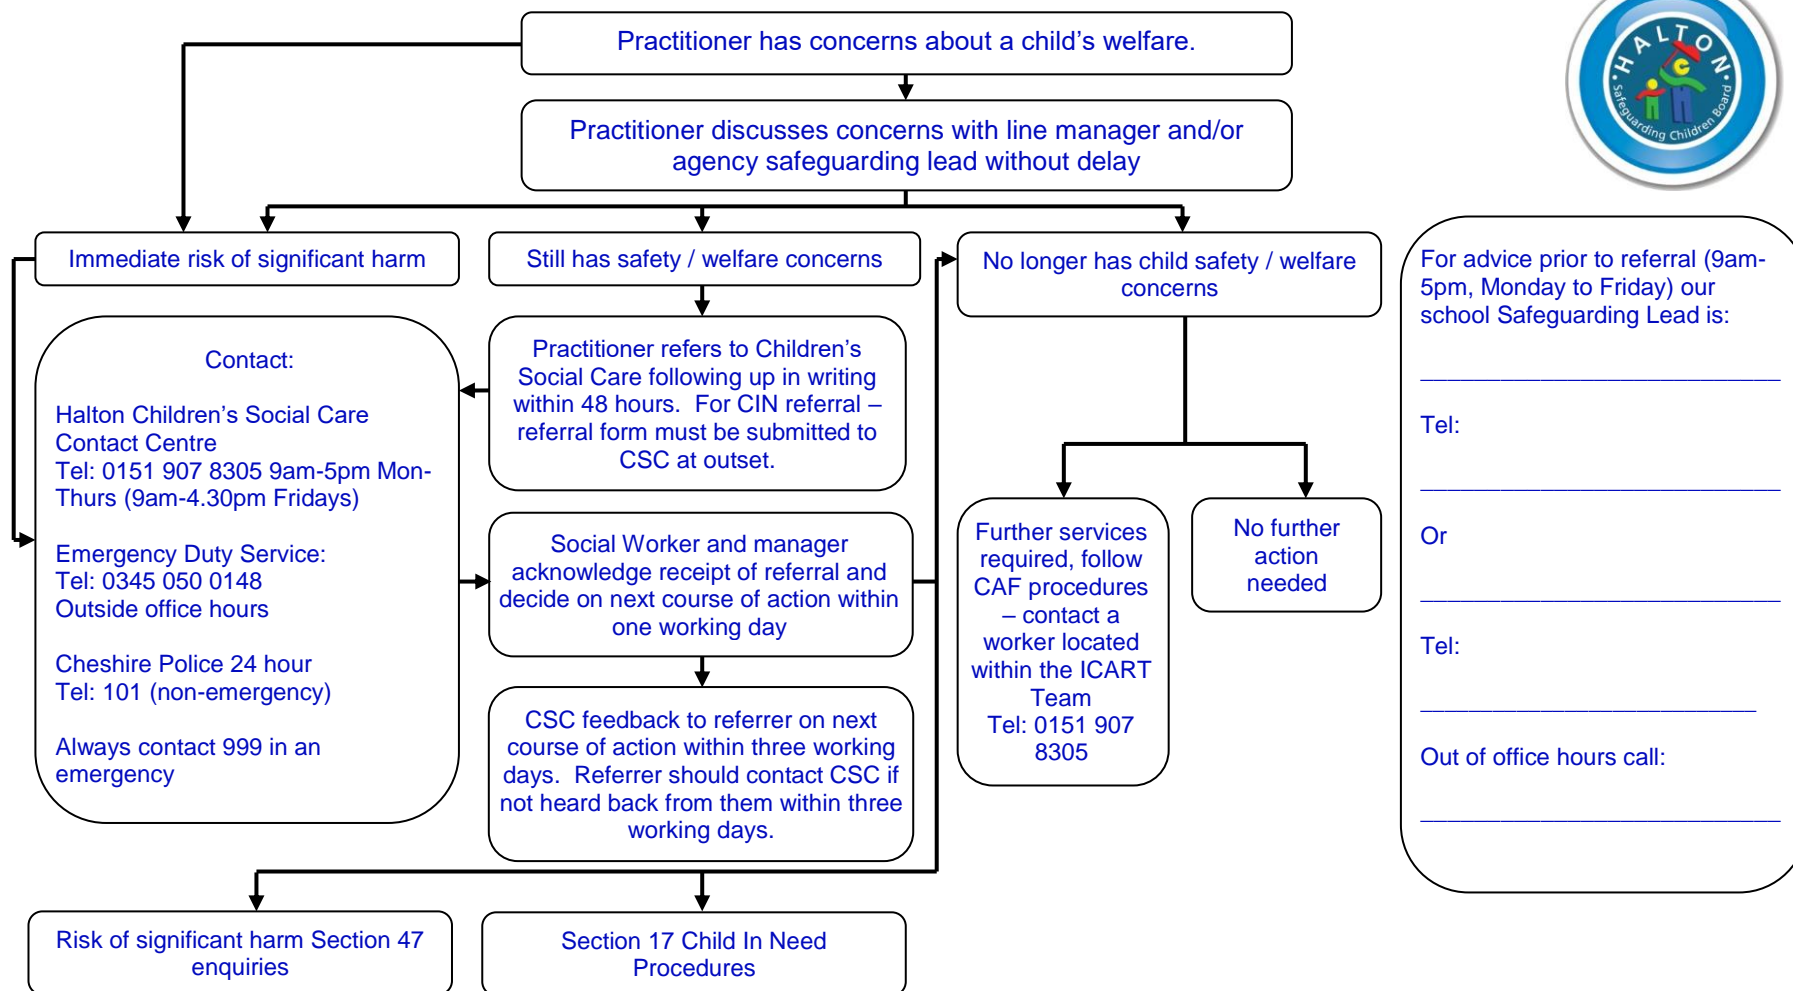 Practitioner has concerns about a child’s welfare.
HALTON
Safeguarding Children Board
Practitioner discusses concerns with line manager and/or
agency safeguarding lead without delay
Immediate risk of significant harm
Still has safety / welfare concerns
No longer has child safety / welfare
concerns
Contact:
Halton Children’s Social Care
Contact Centre
Tel: 0151 907 8305 9am-5pm Mon-
Thurs (9am-4.30pm Fridays)
Emergency Duty Service:
Tel: 0345 050 0148
Outside office hours
Cheshire Police 24 hour
Tel: 101 (non-emergency)
Always contact 999 in an
emergency
Practitioner refers to Children’s
Social Care following up in writing
within 48 hours.  For CIN referral –
referral form must be submitted to
CSC at outset.
Social Worker and manager
acknowledge receipt of referral and
decide on next course of action within
one working day
CSC feedback to referrer on next
course of action within three working
days.  Referrer should contact CSC if
not heard back from them within three
working days.
Further services
required, follow
CAF procedures
– contact a
worker located
within the ICART
Team
Tel: 0151 907
8305
No further
action
needed
For advice prior to referral (9am-
5pm, Monday to Friday) our
school Safeguarding Lead is:
Tel:
Or
Tel:
Out of office hours call:
Risk of significant harm Section 47
enquiries
Section 17 Child In Need
Procedures